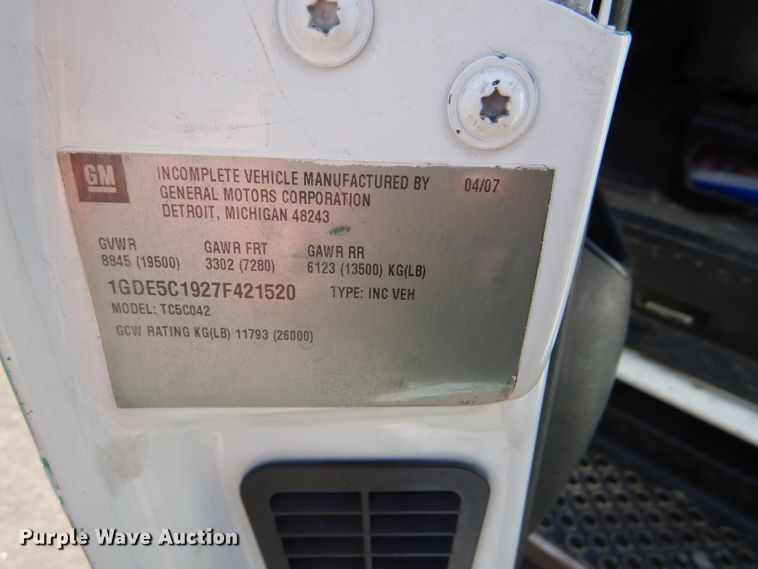 GM
INCOMPLETE VEHICLE MANUFACTURED BY 04/07
GENERAL MOTORS CORPORATION
DETROIT, MICHIGAN 48243
GVWR GAWR FRT GAWR RR
8845 (19500) 3302 (7280) 6123 (13500) KG(LB)
1GDE5C1927F421520 TYPE: INC VEH
MODEL: TC5C042
GCW RATING KG(LB) 11793 (26000)
Purple Wave Auction